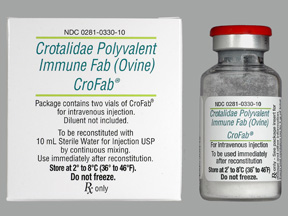 NDC 0281-0330-10
Crotalidae Polyvalent
Immune Fab (Ovine)
CroFab®
Package contains two vials of CroFab®
for intravenous injection.
Diluent not included.
To be reconstituted with
10 mL Sterile Water for Injection USP
by continuous mixing.
Use immediately after reconstitution
Store at 2° to 8°C (36° to 46°F).
Do not freeze.
Rx only
NDC 0281-0330-10
Crotalidae Polyvalent
Immune Fab (Ovine)
CroFab®
For intravenous injection
To be used immediately
after reconstitution
Store at 2° to 8°C (36° to 46°F).
Do not freeze.
Rx only